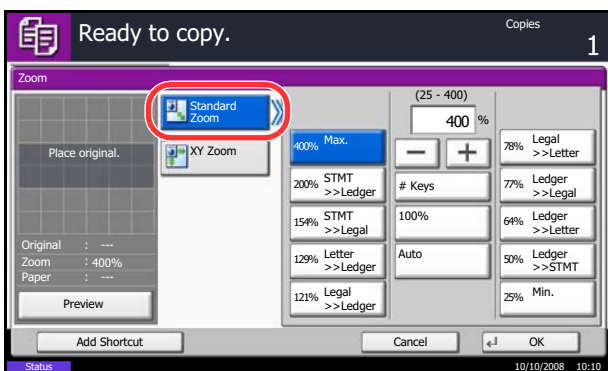 Ready to copy.
Copies
1
Zoom
Place original.
Original : ---
Zoom : 400%
Paper : ---
Preview
Standard
Zoom
XY Zoom
400% Max.
200% STMT
>>Ledger
154% STMT
>>Legal
129% Letter
>>Ledger
121% Legal
>>Ledger
(25 - 400)
400 %
# Keys
100%
Auto
78% Legal
>>Letter
77% Ledger
>>Legal
64% Ledger
>>Letter
50% Ledger
>>STMT
25% Min.
Add Shortcut
Cancel
OK
Status
10/10/2008 10:10